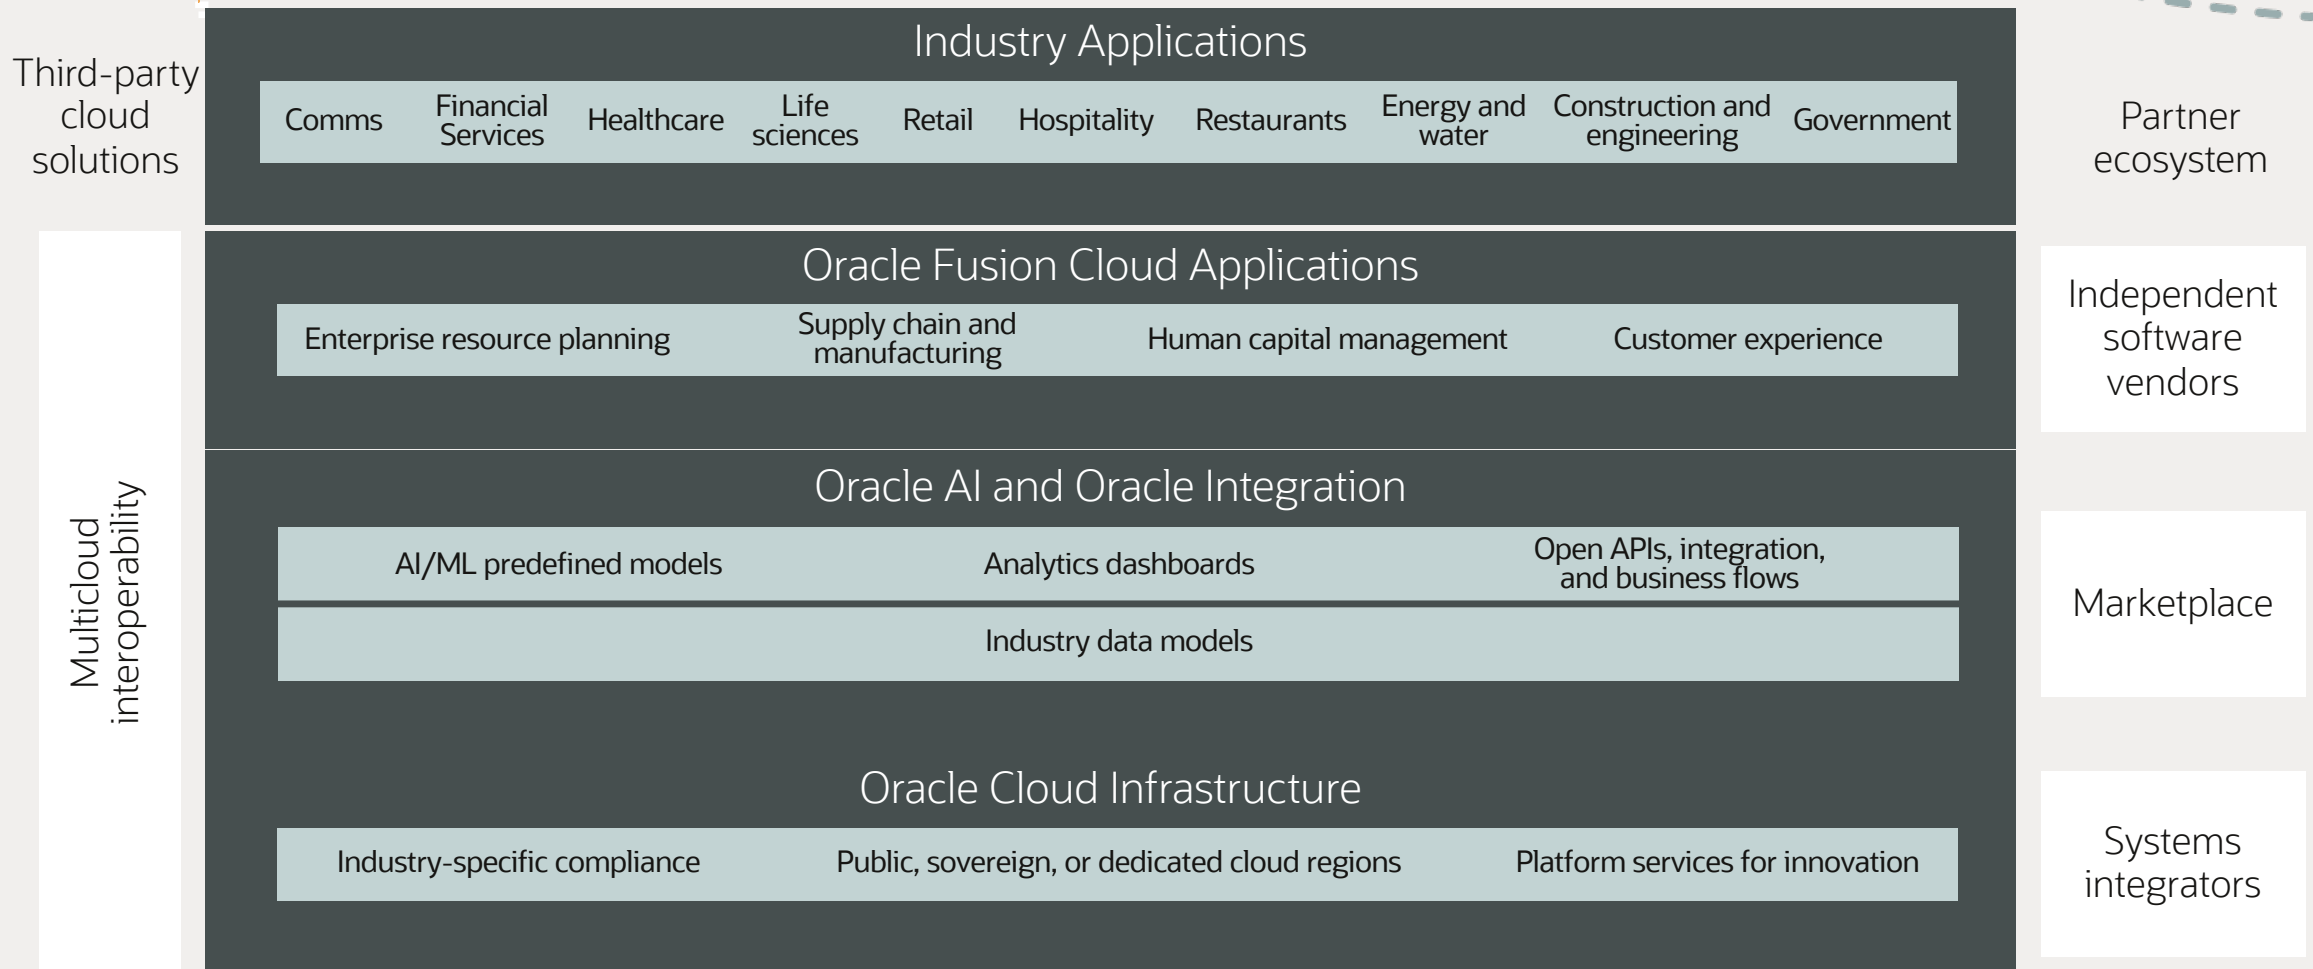 Third-party
cloud
solutions
Multicloud
interoperability
Industry Applications
Comms
Financial
Services
Healthcare
Life
sciences
Retail
Hospitality
Restaurants
Energy and
water
Construction and
engineering
Government
Oracle Fusion Cloud Applications
Enterprise resource planning
Supply chain and
manufacturing
Human capital management
Customer experience
Oracle AI and Oracle Integration
AI/ML predefined models
Analytics dashboards
Open APIs, integration,
and business flows
Industry data models
Oracle Cloud Infrastructure
Industry-specific compliance
Public, sovereign, or dedicated cloud regions
Platform services for innovation
Partner
ecosystem
Independent
software
vendors
Marketplace
Systems
integrators